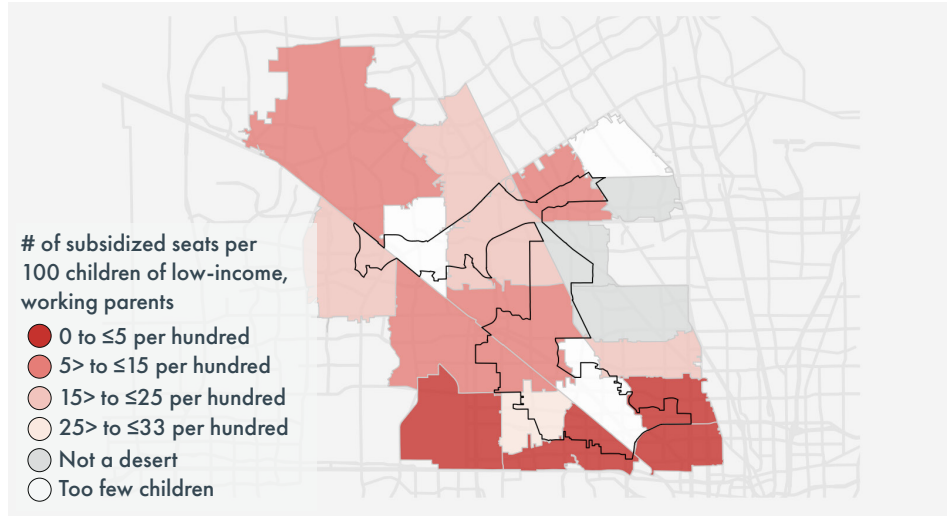 # of subsidized seats per
100 children of low-income,
working parents
0 to ≤5 per hundred
5> to ≤15 per hundred
15> to ≤25 per hundred
25> to ≤33 per hundred
Not a desert
Too few children